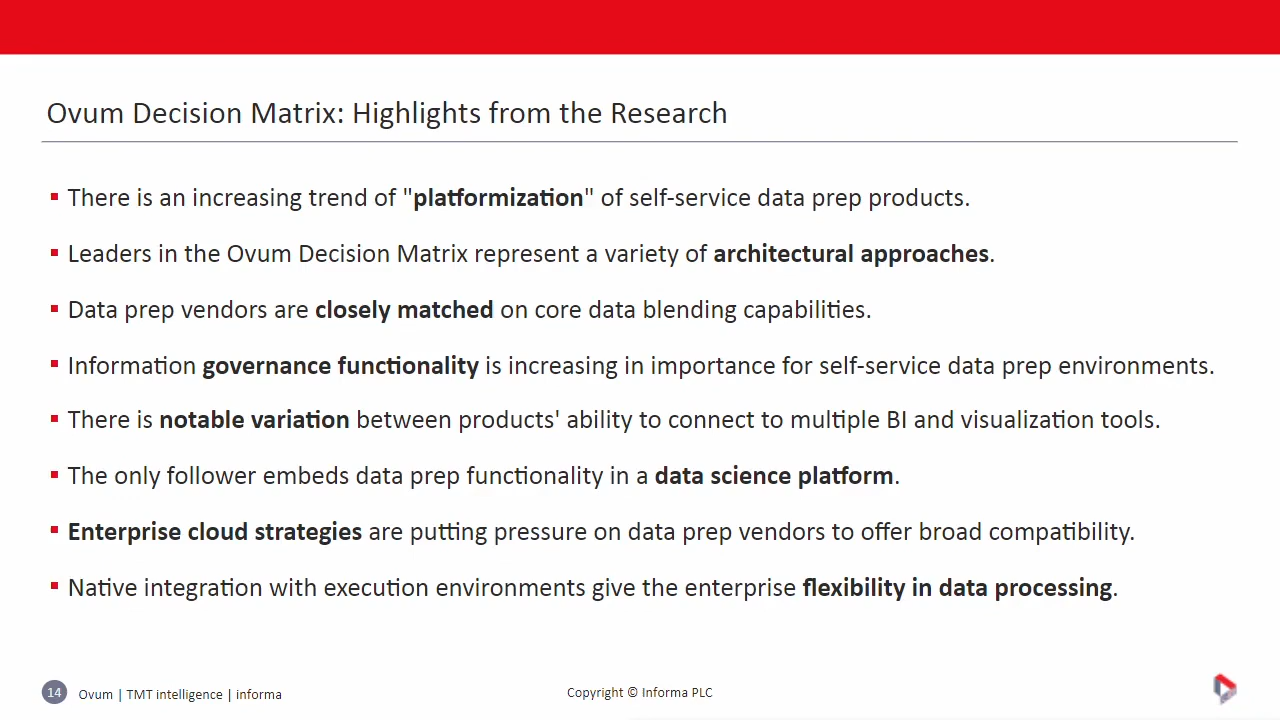 Ovum Decision Matrix: Highlights from the Research
There is an increasing trend of "platformization" of self-service data prep products.
Leaders in the Ovum Decision Matrix represent a variety of architectural approaches.
Data prep vendors are closely matched on core data blending capabilities.
Information governance functionality is increasing in importance for self-service data prep environments.
There is notable variation between products' ability to connect to multiple BI and visualization tools.
The only follower embeds data prep functionality in a data science platform.
Enterprise cloud strategies are putting pressure on data prep vendors to offer broad compatibility.
Native integration with execution environments give the enterprise flexibility in data processing.
14 Ovum | TMT intelligence | informa
Copyright © Informa PLC